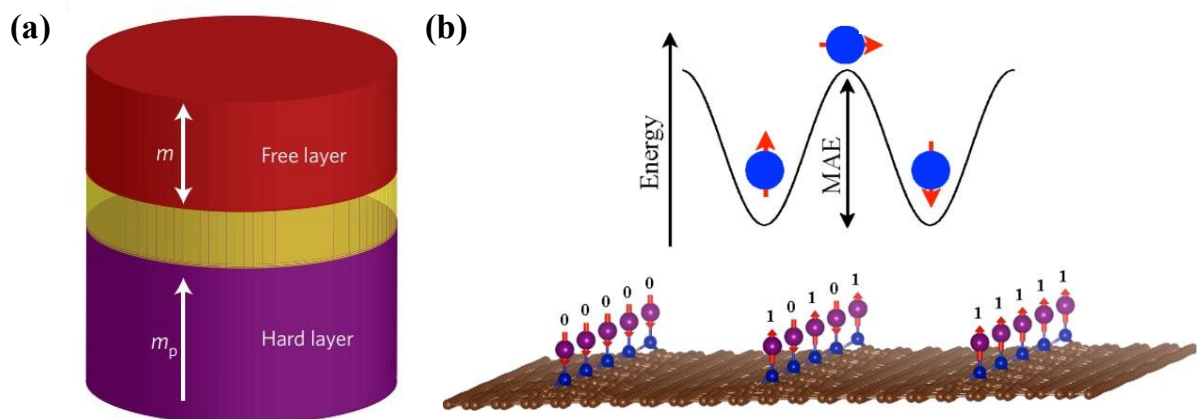 (a)
m
Free layer
m_p
Hard layer
(b)
Energy
MAE
0 0 0 0 0
1 0 1 0 1
1 1 1 1 1